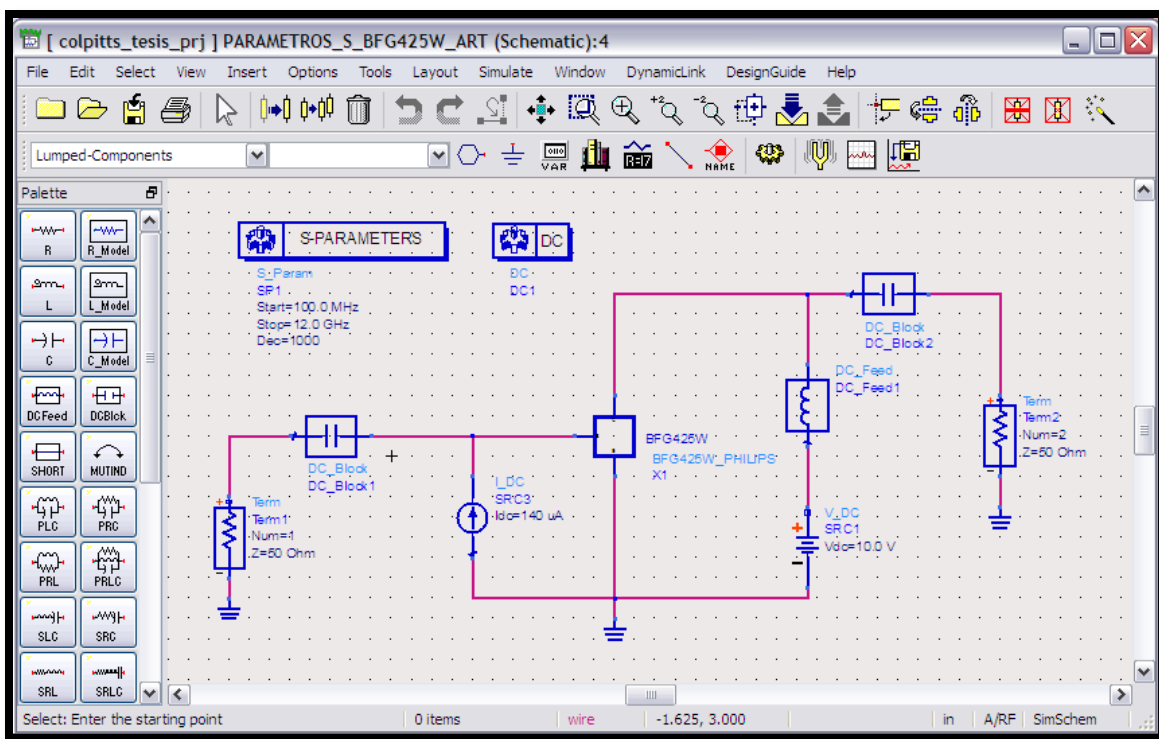 [ colpitts_tesis_prj ] PARAMETROS_S_BFG425W_ART (Schematic):4
File Edit Select View Insert Options Tools Layout Simulate Window DynamicLink DesignGuide Help
VAR
NAME
Lumped-Components
Palette
R
R_Model
L
L_Model
C
C_Model
DCFeed
DCBlck
SHORT
MUTIND
PLC
PRC
PRL
PRLC
SLC
SRC
SRL
SRLC
S-PARAMETERS
S_Param
SP1
Start=100.0 MHz
Stop=12.0 GHz
Dec=1000
DC
DC
DC1
DC_Block
DC_Block2
DC_Feed
DC_Feed1
Term
Term2
Num=2
Z=50 Ohm
BFG425W
BFG425W_PHILIPS
X1
DC_Block
DC_Block1
I_DC
SRC3
Idc=140 uA
Term
Term1
Num=1
Z=50 Ohm
V_DC
SRC1
Vdc=10.0 V
Select: Enter the starting point
0 items
wire
-1.625, 3.000
in
A/RF
SimSchem